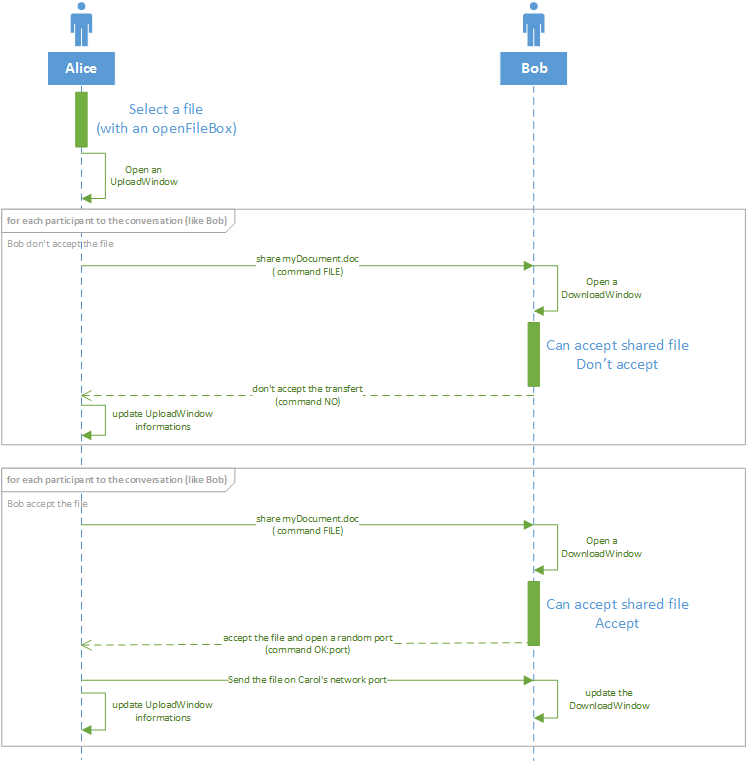 Alice
Bob
Select a file
(with an openFileBox)
Open an
UploadWindow
for each participant to the conversation (like Bob)
Bob don't accept the file
share myDocument.doc
( command FILE)
Open a
DownloadWindow
Can accept shared file
Don't accept
don't accept the transfert
(command NO)
update UploadWindow
informations
for each participant to the conversation (like Bob)
Bob accept the file
share myDocument.doc
( command FILE)
Open a
DownloadWindow
Can accept shared file
Accept
accept the file and open a random port
(command OK:port)
Send the file on Carol's network port
update UploadWindow
informations
update the
DownloadWindow